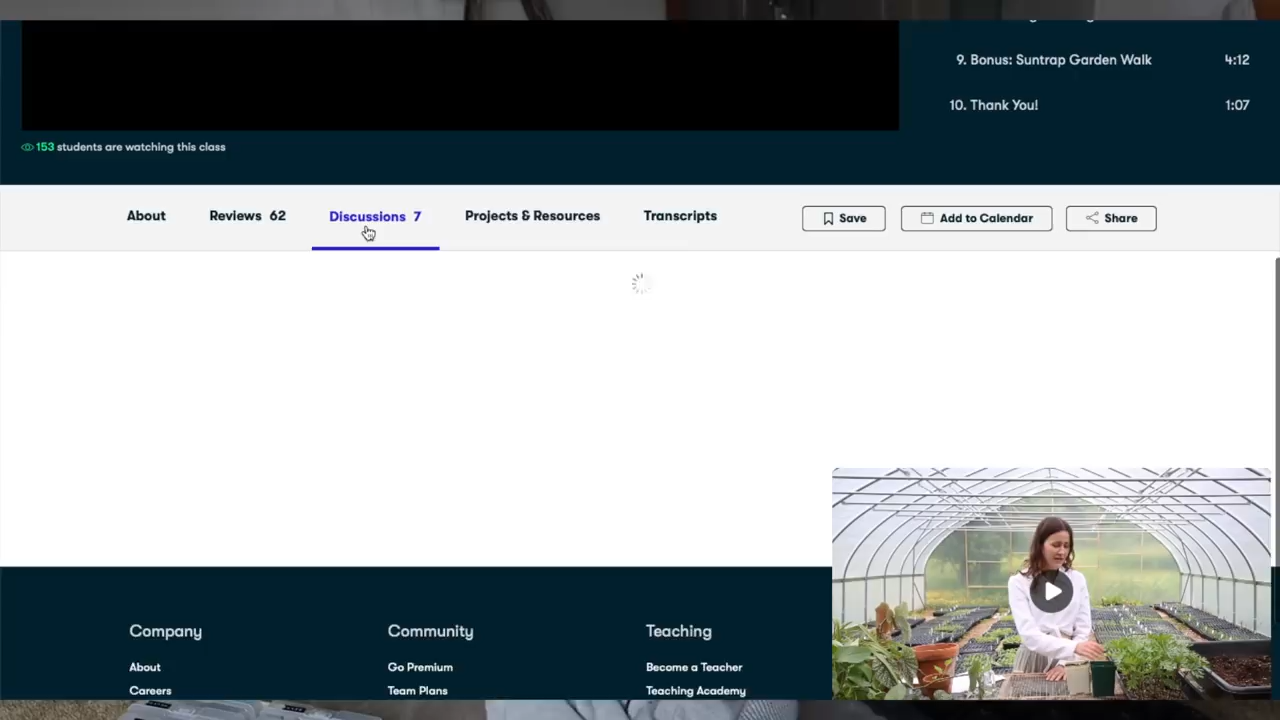 9. Bonus: Suntrap Garden Walk 4:12
10. Thank You! 1:07
153 students are watching this class
About Reviews 62 Discussions 7 Projects & Resources Transcripts Save Add to Calendar Share
Company Community Teaching
About Go Premium Become a Teacher
Careers Team Plans Teaching Academy